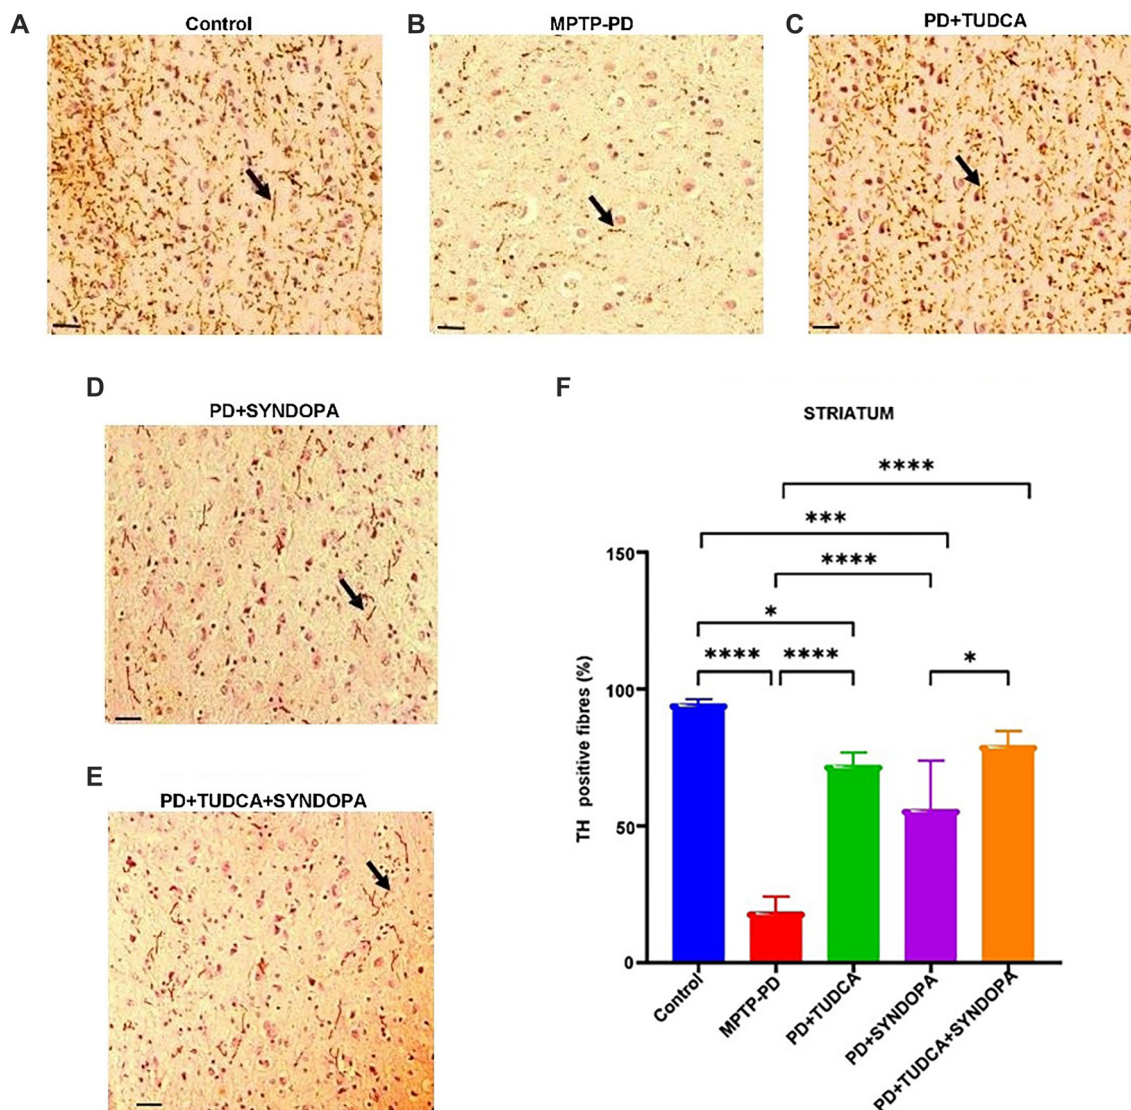 A
Control
B
MPTP-PD
C
PD+TUDCA
D
PD+SYNDOPA
E
PD+TUDCA+SYNDOPA
F
STRIATUM
****
***
****
*
**** ****
*
150
100
50
0
TH positive fibres (%)
Control
MPTP-PD
PD+TUDCA
PD+SYNDOPA
PD+TUDCA+SYNDOPA